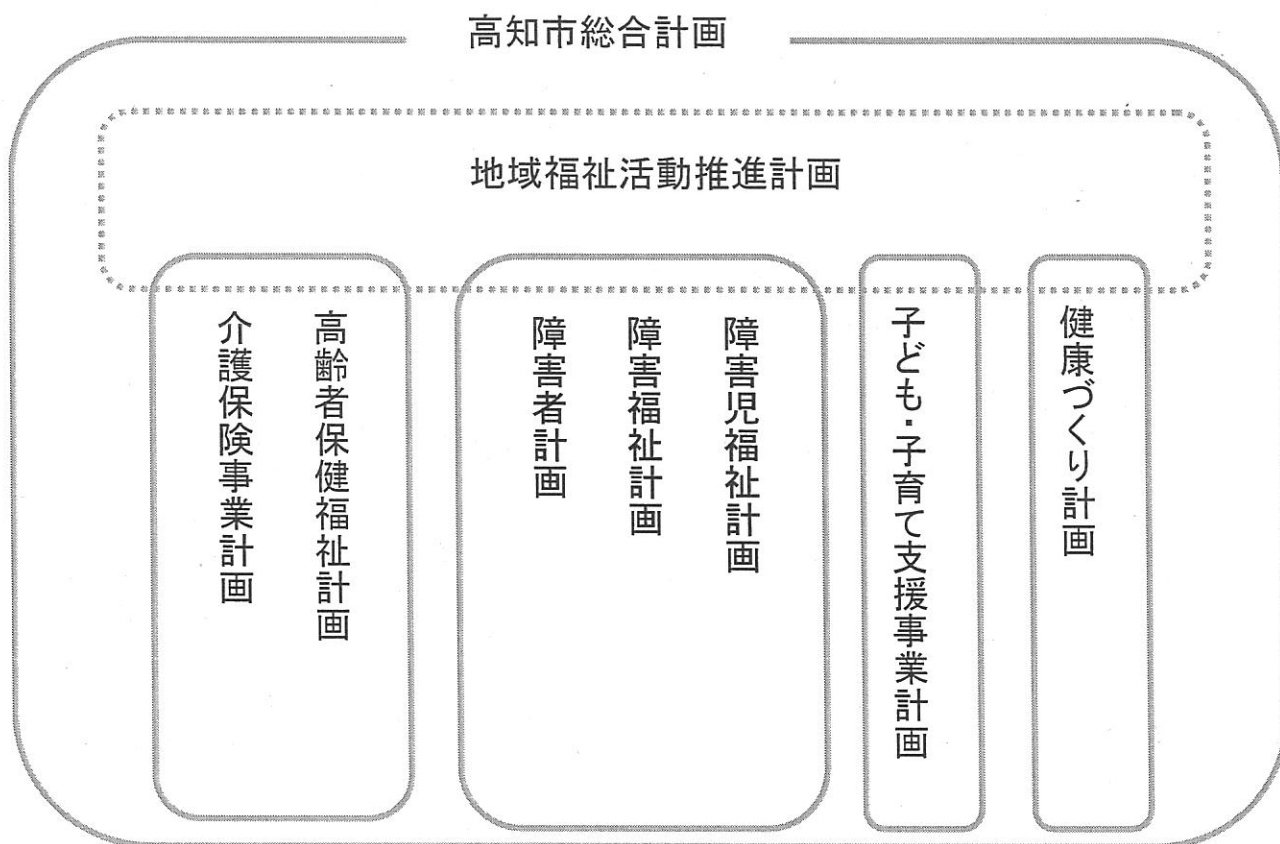 高知市総合計画
地域福祉活動推進計画
高齢者保健福祉計画
介護保険事業計画
障害児福祉計画
障害福祉計画
障害者計画
子ども・子育て支援事業計画
健康づくり計画